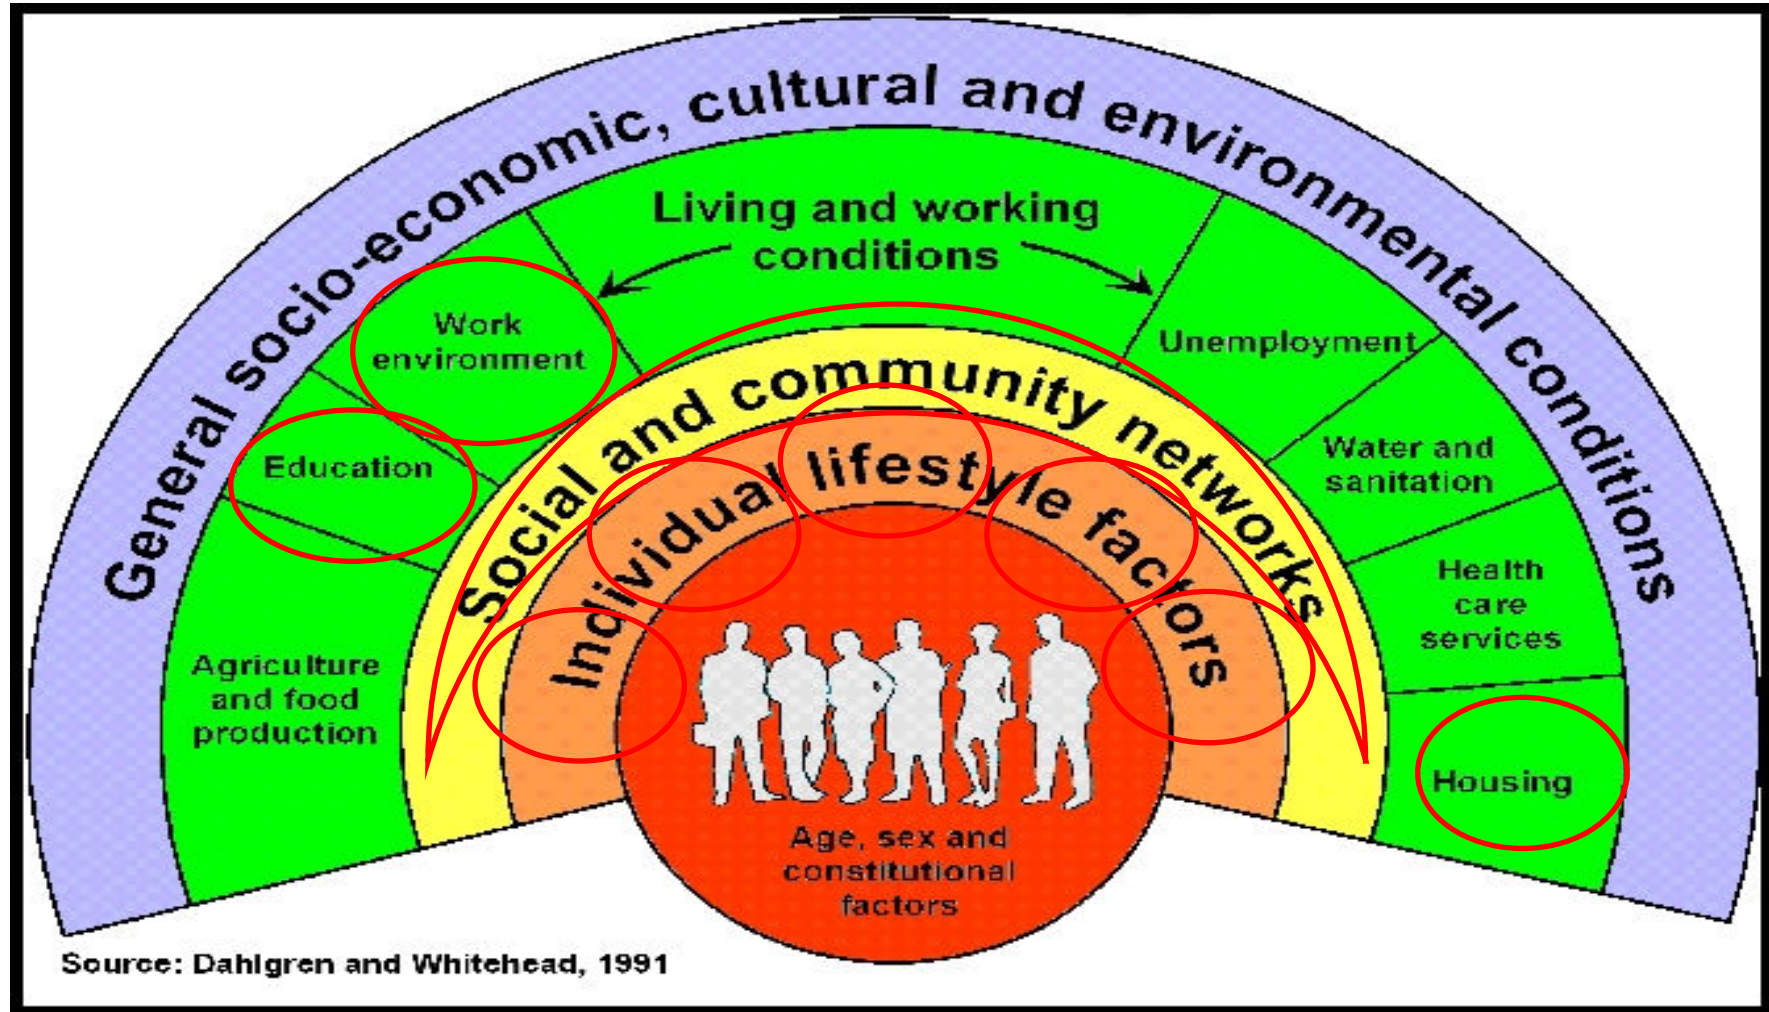 General socio-economic, cultural and environmental conditions
Living and working
conditions
Work
environment
Unemployment
Education
Water and
sanitation
Agriculture
and food
production
Health
care
services
Housing
Social and community networks
Individual lifestyle factors
Age, sex and
constitutional
factors
Source: Dahlgren and Whitehead, 1991